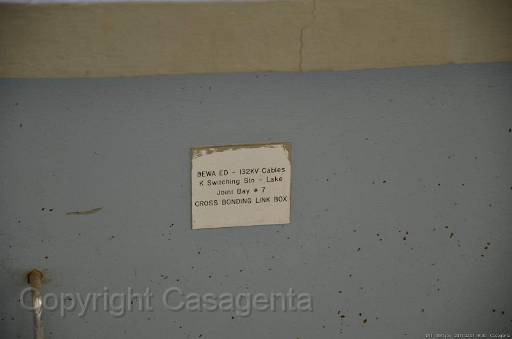 BEWA ED - 132KV Cables
K Switching Stn - Lake
Joint Bay # 7
CROSS BONDING LINK BOX
Copyright Casagenta